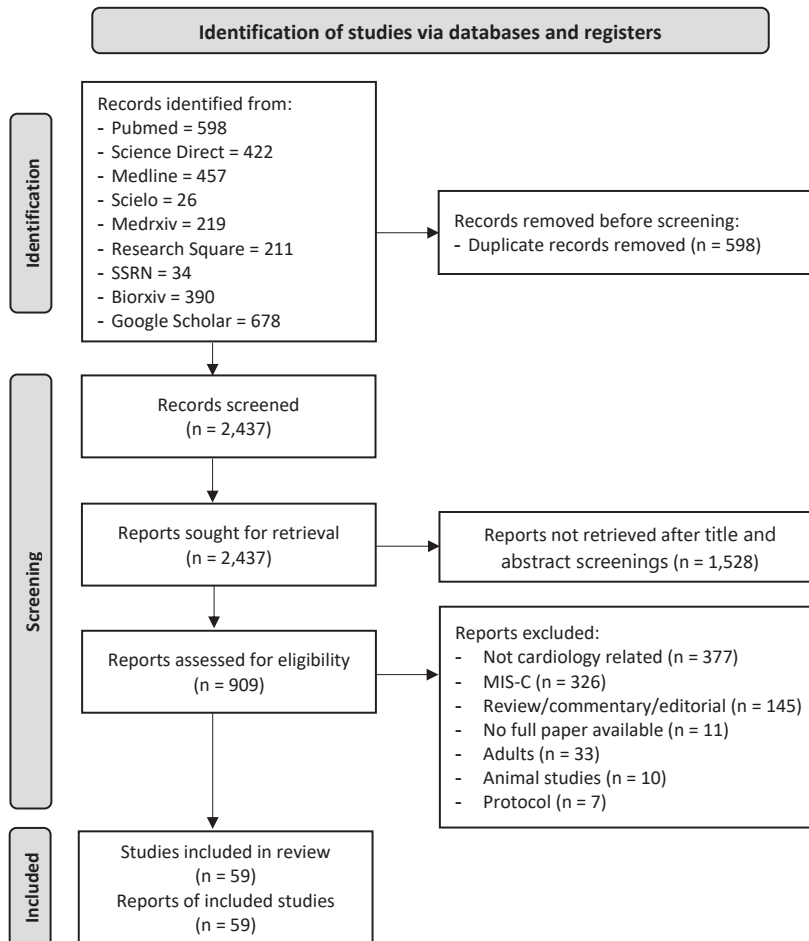 Identification of studies via databases and registers
Identification
Records identified from:
- Pubmed = 598
- Science Direct = 422
- Medline = 457
- Scielo = 26
- Medrxiv = 219
- Research Square = 211
- SSRN = 34
- Biorxiv = 390
- Google Scholar = 678
Records removed before screening:
- Duplicate records removed (n = 598)
Screening
Records screened
(n = 2,437)
Reports sought for retrieval
(n = 2,437)
Reports not retrieved after title and
abstract screenings (n = 1,528)
Reports assessed for eligibility
(n = 909)
Reports excluded:
- Not cardiology related (n = 377)
- MIS-C (n = 326)
- Review/commentary/editorial (n = 145)
- No full paper available (n = 11)
- Adults (n = 33)
- Animal studies (n = 10)
- Protocol (n = 7)
Included
Studies included in review
(n = 59)
Reports of included studies
(n = 59)